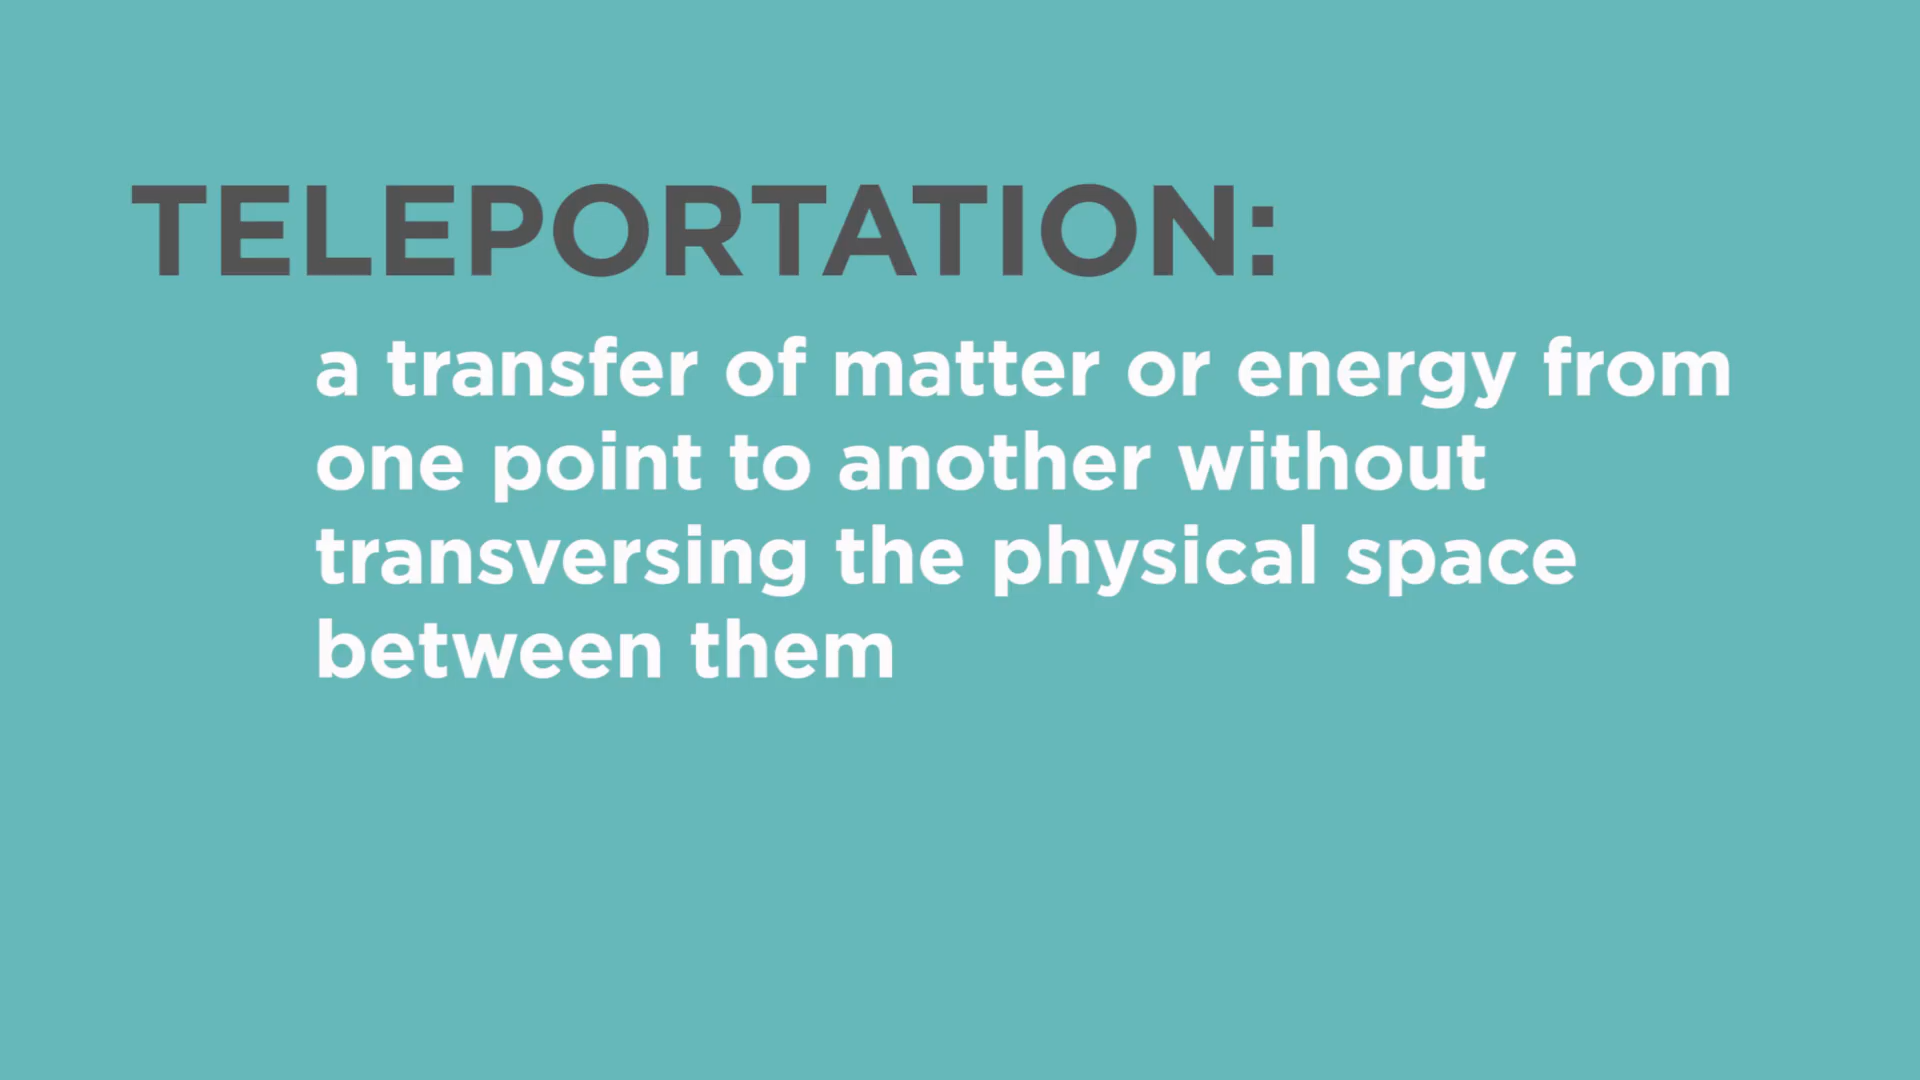 TELEPORTATION:
a transfer of matter or energy from
one point to another without
transversing the physical space
between them